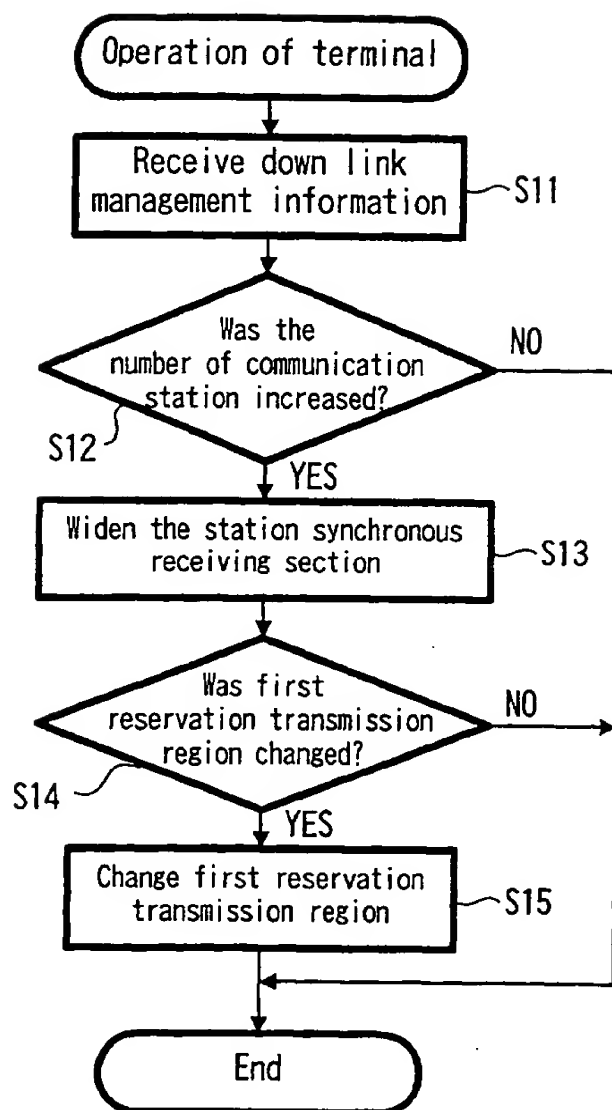 Operation of terminal
Receive down link
management information
S11
Was the
number of communication
station increased?
NO
S12
YES
Widen the station synchronous
receiving section
S13
Was first
reservation transmission
region changed?
NO
S14
YES
Change first reservation
transmission region
S15
End